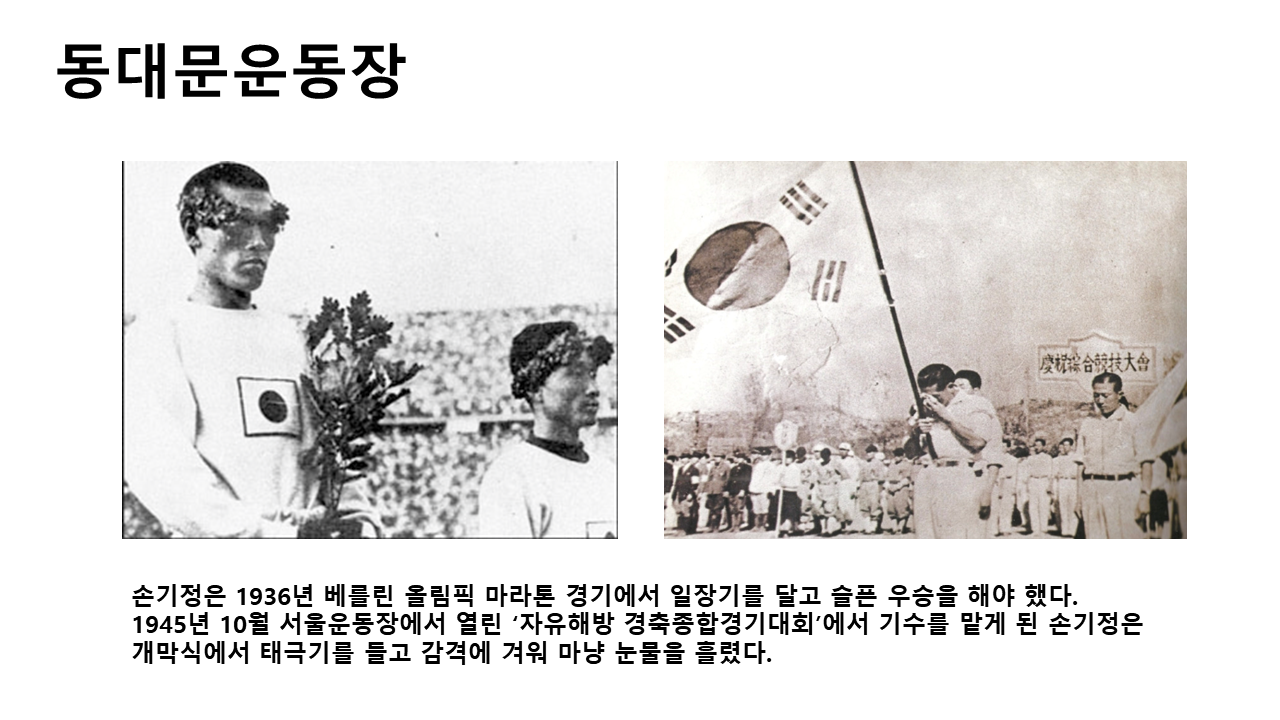 동대문운동장
慶祝綜合競技大會
손기정은 1936년 베를린 올림픽 마라톤 경기에서 일장기를 달고 슬픈 우승을 해야 했다.
1945년 10월 서울운동장에서 열린 ‘자유해방 경축종합경기대회’에서 기수를 맡게 된 손기정은
개막식에서 태극기를 들고 감격에 겨워 마냥 눈물을 흘렸다.